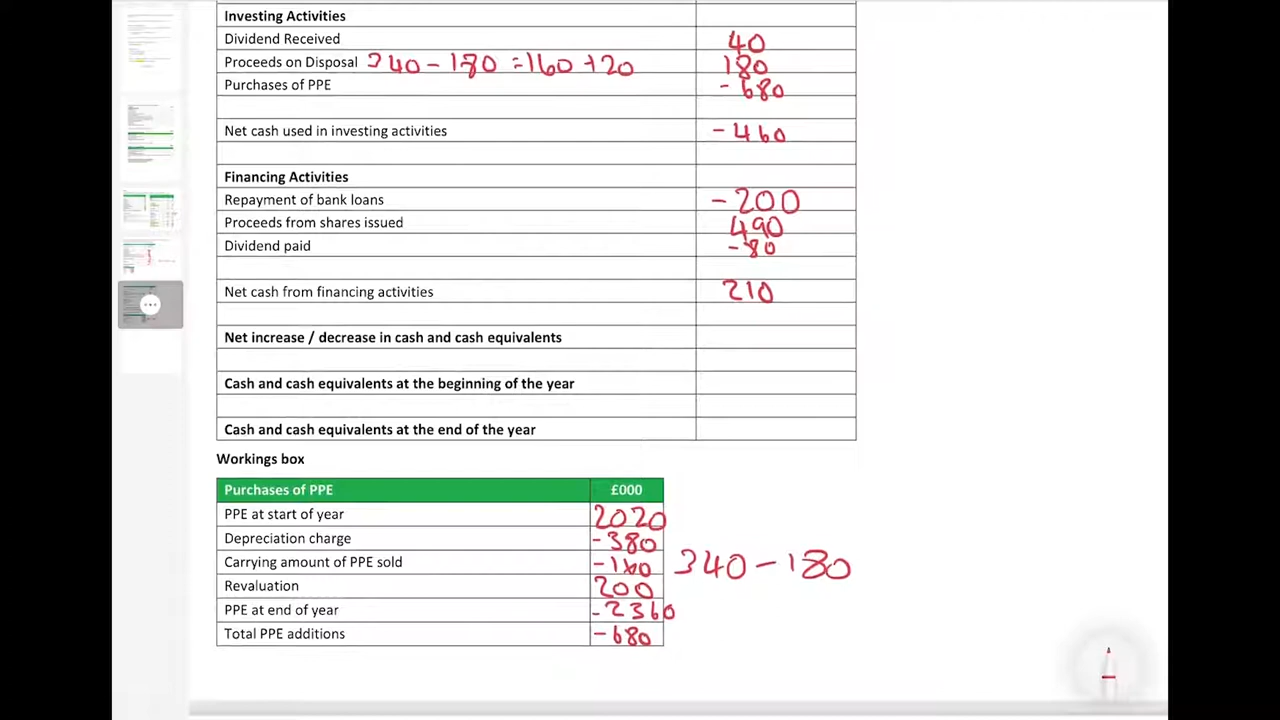 Investing Activities
Dividend Received 40
Proceeds on disposal 340 - 180 = 160 + 20 180
Purchases of PPE - 680
Net cash used in investing activities - 460
Financing Activities
Repayment of bank loans - 200
Proceeds from shares issued 490
Dividend paid - 80
Net cash from financing activities 210
Net increase / decrease in cash and cash equivalents
Cash and cash equivalents at the beginning of the year
Cash and cash equivalents at the end of the year
Workings box
Purchases of PPE £000
PPE at start of year 2020
Depreciation charge - 380
Carrying amount of PPE sold - 160 340 - 180
Revaluation 200
PPE at end of year - 2360
Total PPE additions - 680